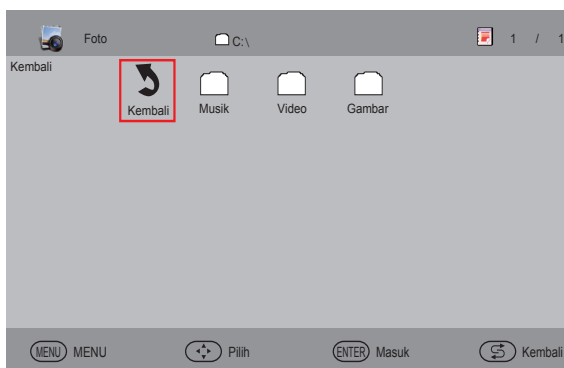 Foto C:\ 1 / 1
Kembali
Kembali Musik Video Gambar
MENU MENU Pilih ENTER Masuk Kembali